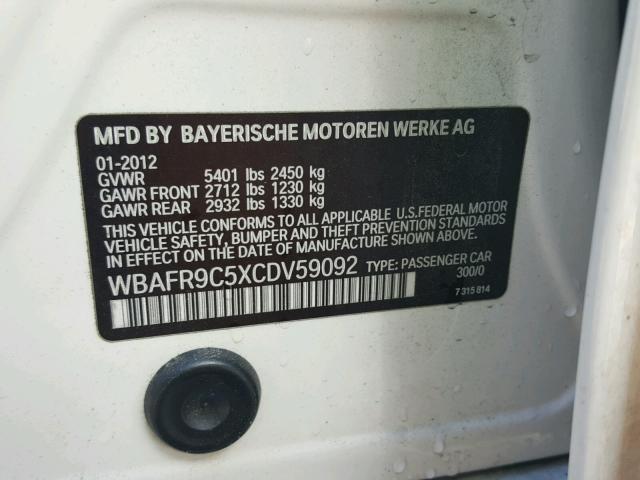 MFD BY BAYERISCHE MOTOREN WERKE AG
01-2012
GVWR 5401 lbs 2450 kg
GAWR FRONT 2712 lbs 1230 kg
GAWR REAR 2932 lbs 1330 kg
THIS VEHICLE CONFORMS TO ALL APPLICABLE U.S.FEDERAL MOTOR
VEHICLE SAFETY, BUMPER AND THEFT PREVENTION STANDARDS
IN EFFECT ON THE DATE OF MANUFACTURE SHOWN ABOVE.
WBAFR9C5XCDV59092 TYPE: PASSENGER CAR
300/0
7 315 814